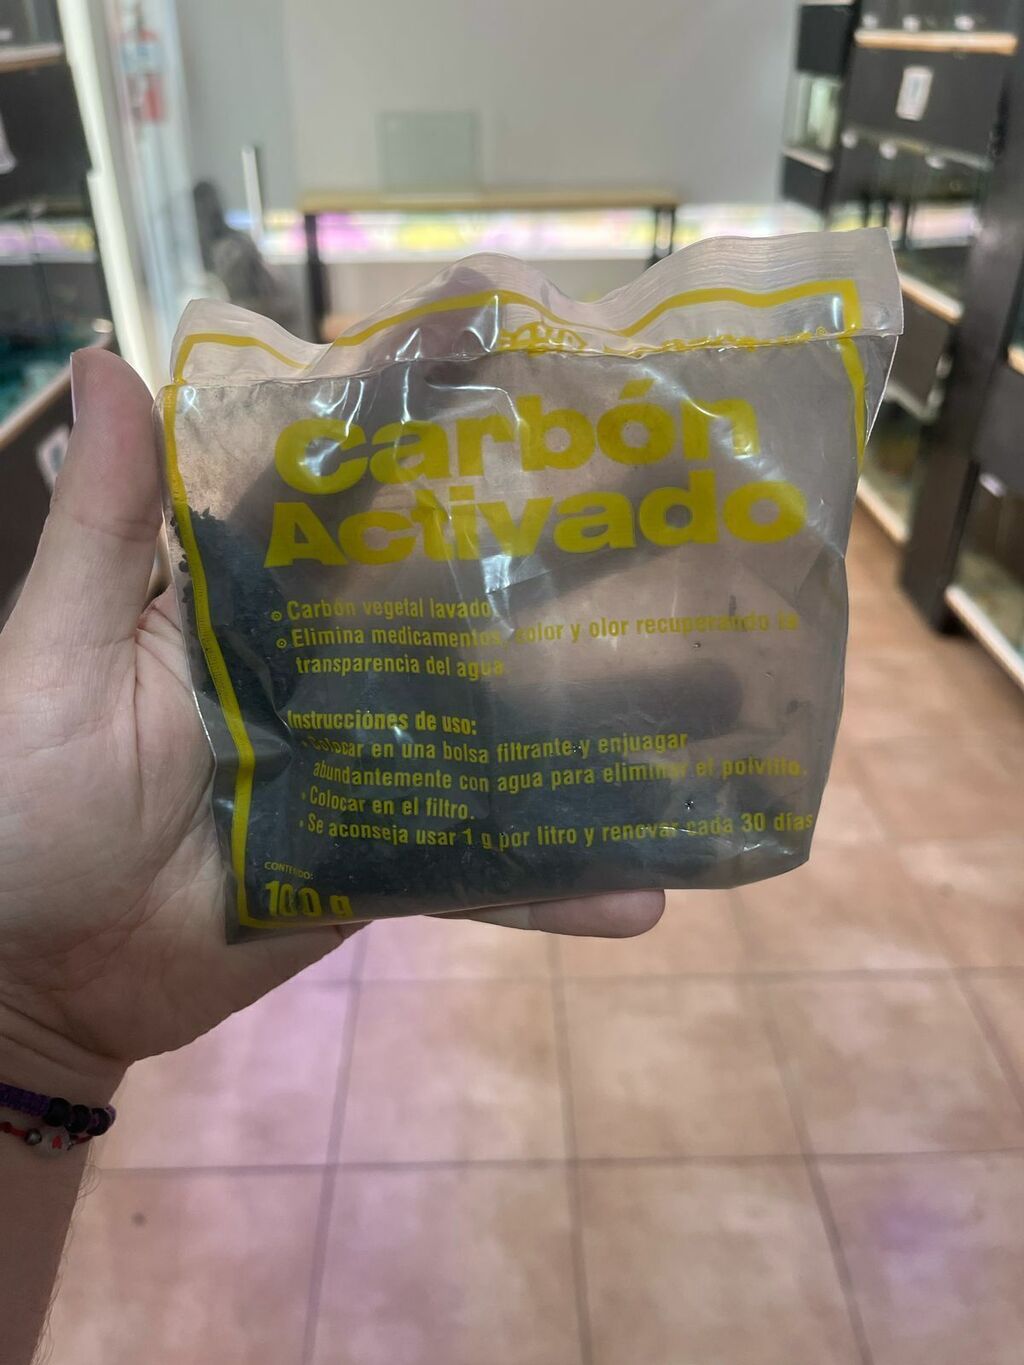 Carbón
Activado
Carbón vegetal lavado
Elimina medicamentos, color y olor recuperando la
transparencia del agua.
Instrucciónes de uso:
• Colocar en una bolsa filtrante y enjuagar
abundantemente con agua para eliminar el polvillo.
• Colocar en el filtro.
• Se aconseja usar 1 g por litro y renovar cada 30 días
CONTENIDO:
100 g